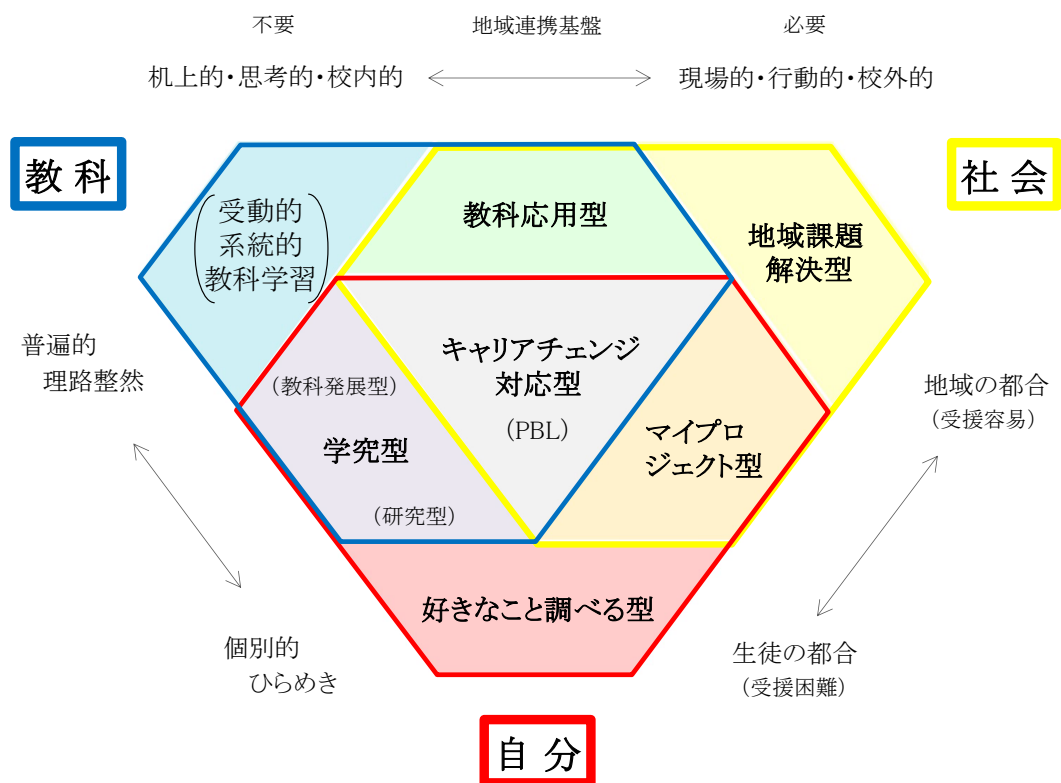 不要
地域連携基盤
必要
机上的・思考的・校内的
現場的・行動的・校外的
教科
社会
受動的
系統的
教科学習
教科応用型
地域課題
解決型
普遍的
理路整然
(教科発展型)
学究型
(研究型)
キャリアチェンジ
対応型
(PBL)
マイプロ
ジェクト型
地域の都合
(受援容易)
好きなこと調べる型
個別的
ひらめき
生徒の都合
(受援困難)
自分